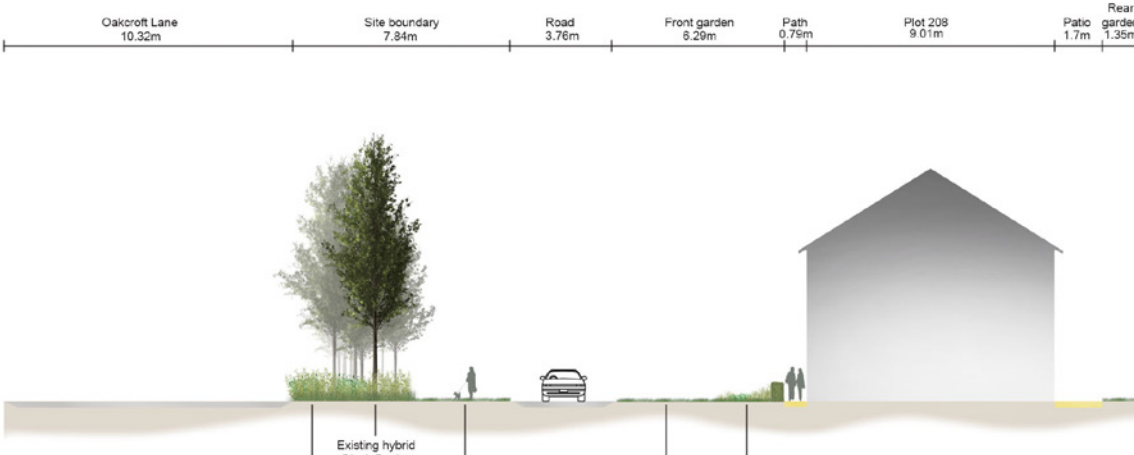 Oakcroft Lane
10.32m
Site boundary
7.84m
Road
3.76m
Front garden
6.29m
Path
0.79m
Plot 208
9.01m
Patio
1.7m
Rear
garden
1.35m
Existing hybrid